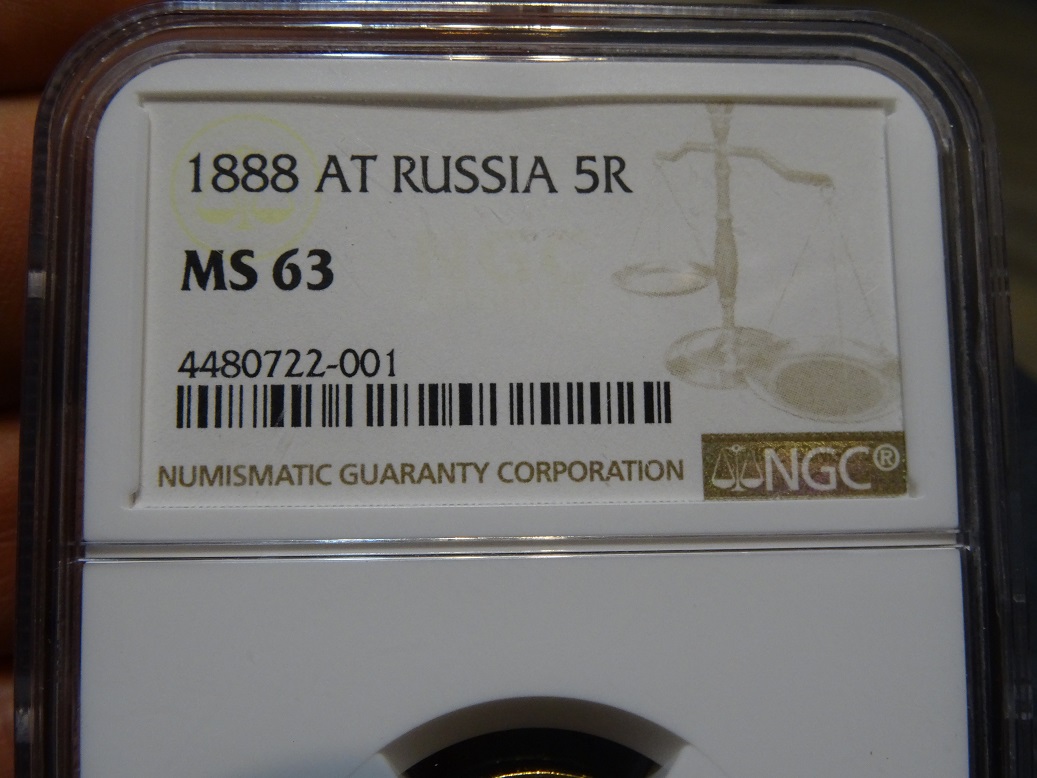 1888 AT RUSSIA 5R
MS 63
4480722-001
NUMISMATIC GUARANTY CORPORATION
NGC®